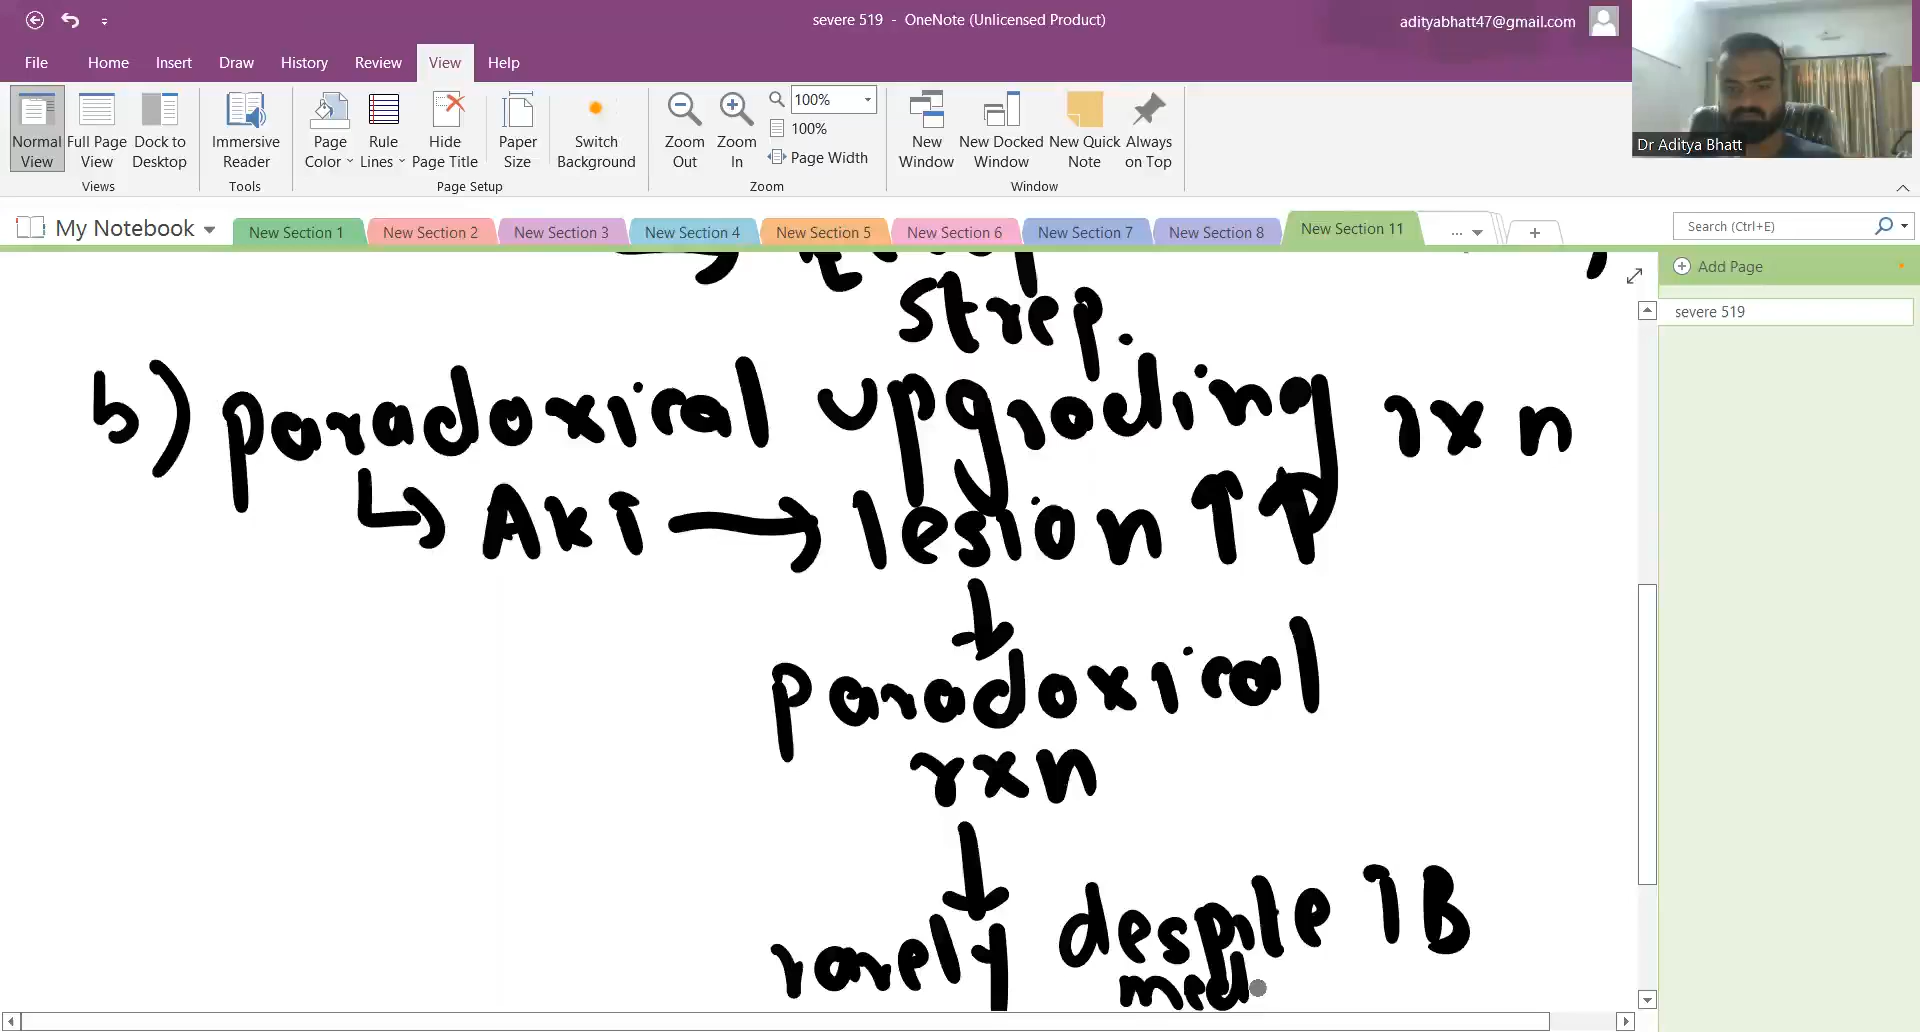 severe 519 - OneNote (Unlicensed Product)
adityabhatt47@gmail.com
File Home Insert Draw History Review View Help
Normal View
Full Page View
Dock to Desktop
Immersive Reader
Page Color
Rule Lines
Hide Page Title
Paper Size
Switch Background
Zoom Out
Zoom In
100%
100%
Page Width
New Window
New Docked Window
New Quick Note
Always on Top
Views Tools Page Setup Zoom Window
Dr Aditya Bhatt
My Notebook
New Section 1 New Section 2 New Section 3 New Section 4 New Section 5 New Section 6 New Section 7 New Section 8 New Section 11 ...
Search (Ctrl+E)
Add Page
severe 519
strep.
b) paradoxical upgrading rxn
↳ AKT → lesion ↑↑
↓
paradoxical
rxn
↓
rarely despite TB
med